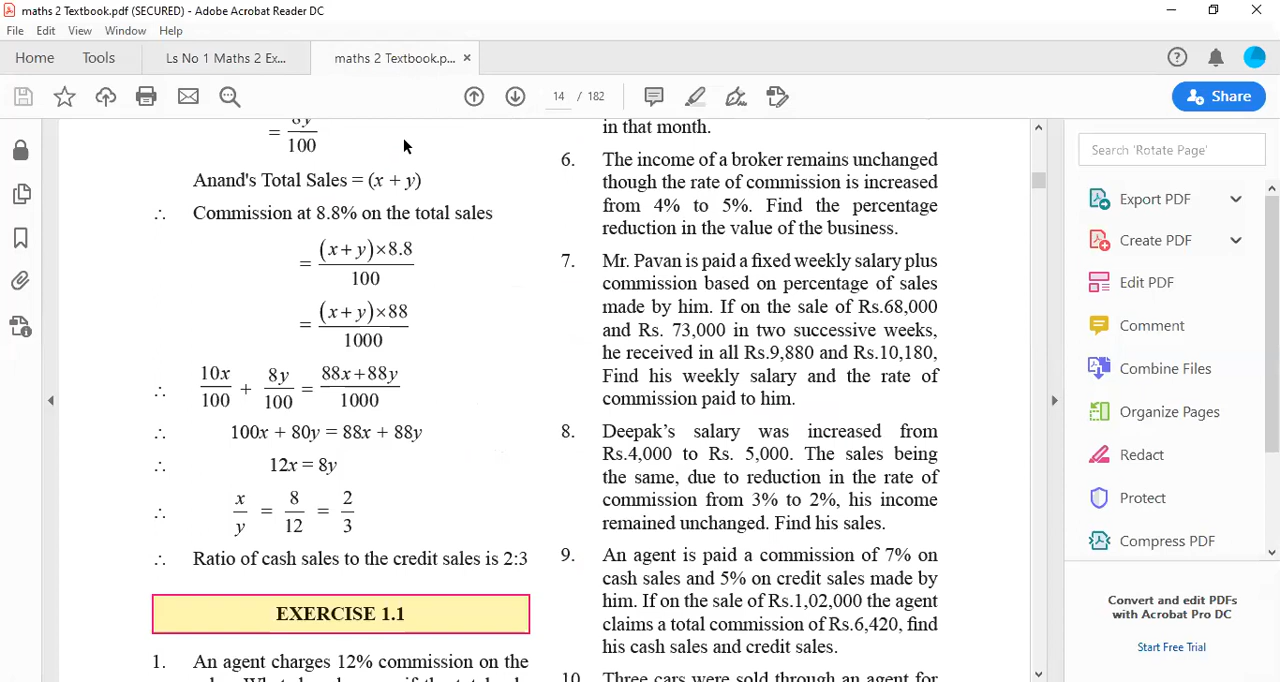 maths 2 Textbook.pdf (SECURED) - Adobe Acrobat Reader DC
File Edit View Window Help
Home Tools Ls No 1 Maths 2 Ex... maths 2 Textbook.p... ×
14 / 182
Share
8y
= 100
Anand's Total Sales = (x + y)
∴ Commission at 8.8% on the total sales
= (x + y) × 8.8 / 100
= (x + y) × 88 / 1000
∴ 10x/100 + 8y/100 = 88x + 88y / 1000
∴ 100x + 80y = 88x + 88y
∴ 12x = 8y
∴ x/y = 8/12 = 2/3
∴ Ratio of cash sales to the credit sales is 2:3
EXERCISE 1.1
1. An agent charges 12% commission on the
in that month.
6. The income of a broker remains unchanged
though the rate of commission is increased
from 4% to 5%. Find the percentage
reduction in the value of the business.
7. Mr. Pavan is paid a fixed weekly salary plus
commission based on percentage of sales
made by him. If on the sale of Rs.68,000
and Rs. 73,000 in two successive weeks,
he received in all Rs.9,880 and Rs.10,180,
Find his weekly salary and the rate of
commission paid to him.
8. Deepak's salary was increased from
Rs.4,000 to Rs. 5,000. The sales being
the same, due to reduction in the rate of
commission from 3% to 2%, his income
remained unchanged. Find his sales.
9. An agent is paid a commission of 7% on
cash sales and 5% on credit sales made by
him. If on the sale of Rs.1,02,000 the agent
claims a total commission of Rs.6,420, find
his cash sales and credit sales.
10. Three cars were sold through an agent for
Search 'Rotate Page'
Export PDF
Create PDF
Edit PDF
Comment
Combine Files
Organize Pages
Redact
Protect
Compress PDF
Convert and edit PDFs
with Acrobat Pro DC
Start Free Trial